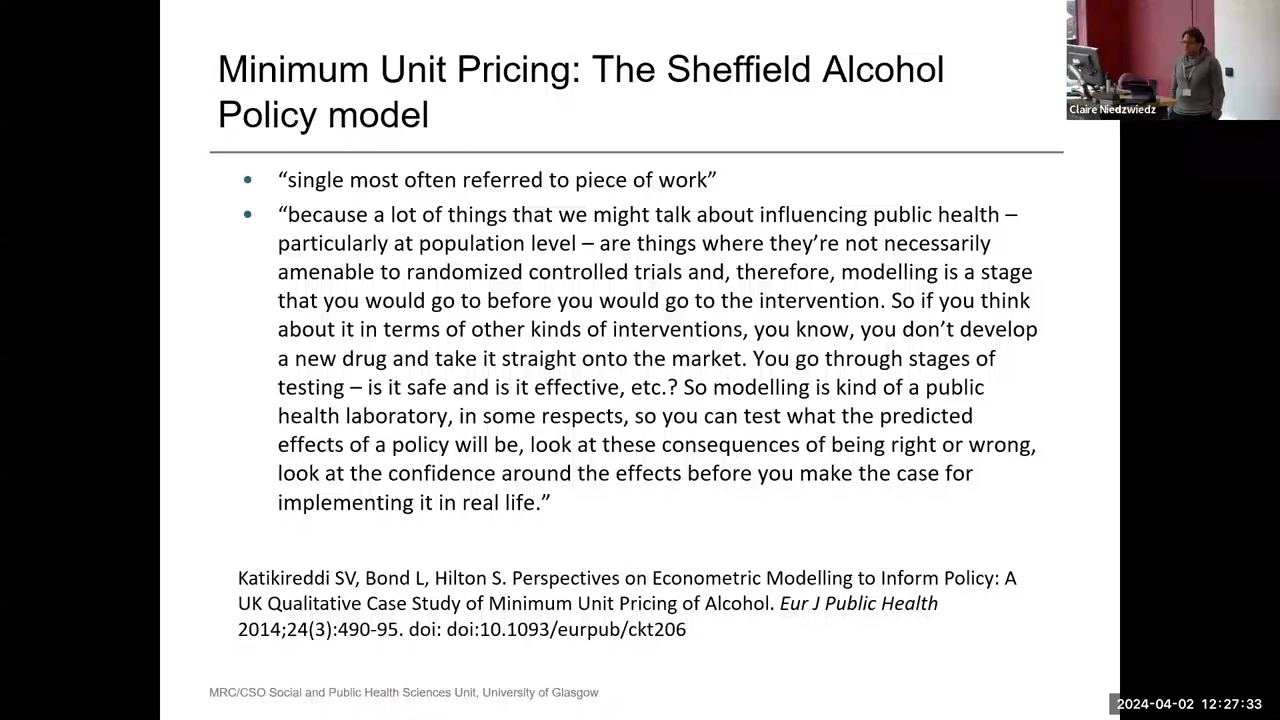 Minimum Unit Pricing: The Sheffield Alcohol
Policy model
Claire Niedzwiedz
• “single most often referred to piece of work”
• “because a lot of things that we might talk about influencing public health –
particularly at population level – are things where they’re not necessarily
amenable to randomized controlled trials and, therefore, modelling is a stage
that you would go to before you would go to the intervention. So if you think
about it in terms of other kinds of interventions, you know, you don’t develop
a new drug and take it straight onto the market. You go through stages of
testing – is it safe and is it effective, etc.? So modelling is kind of a public
health laboratory, in some respects, so you can test what the predicted
effects of a policy will be, look at these consequences of being right or wrong,
look at the confidence around the effects before you make the case for
implementing it in real life.”
Katikireddi SV, Bond L, Hilton S. Perspectives on Econometric Modelling to Inform Policy: A
UK Qualitative Case Study of Minimum Unit Pricing of Alcohol. Eur J Public Health
2014;24(3):490-95. doi: doi:10.1093/eurpub/ckt206
MRC/CSO Social and Public Health Sciences Unit, University of Glasgow
2024-04-02 12:27:33